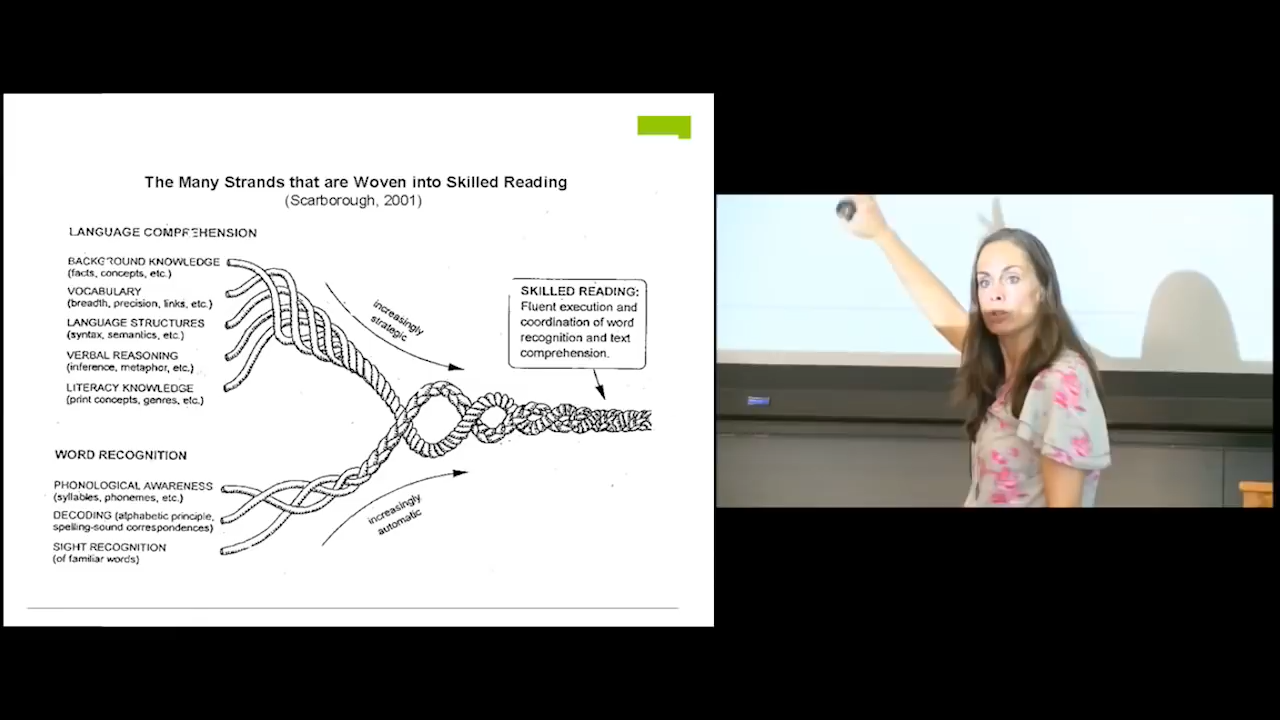 The Many Strands that are Woven into Skilled Reading
(Scarborough, 2001)
LANGUAGE COMPREHENSION
BACKGROUND KNOWLEDGE
(facts, concepts, etc.)
VOCABULARY
(breadth, precision, links, etc.)
LANGUAGE STRUCTURES
(syntax, semantics, etc.)
VERBAL REASONING
(inference, metaphor, etc.)
LITERACY KNOWLEDGE
(print concepts, genres, etc.)
increasingly
strategic
SKILLED READING:
Fluent execution and
coordination of word
recognition and text
comprehension.
WORD RECOGNITION
PHONOLOGICAL AWARENESS
(syllables, phonemes, etc.)
DECODING (alphabetic principle,
spelling-sound correspondences)
SIGHT RECOGNITION
(of familiar words)
increasingly
automatic